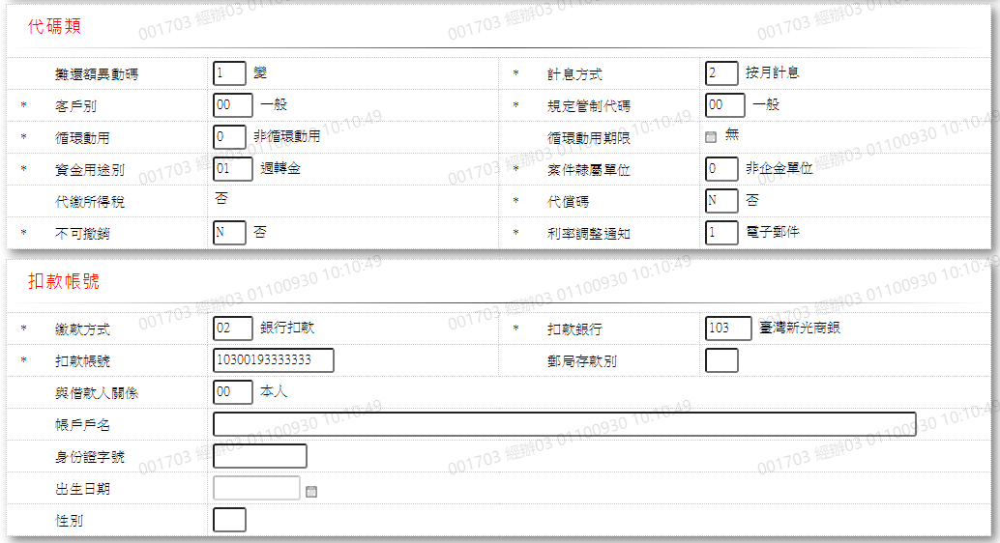 代碼類
攤還額異動碼 1 變 * 計息方式 2 按月計息
* 客戶別 00 一般 * 規定管制代碼 00 一般
* 循環動用 0 非循環動用 循環動用期限 無
* 資金用途別 01 週轉金 * 案件隸屬單位 0 非企金單位
代繳所得稅 否 * 代償碼 N 否
* 不可撤銷 N 否 * 利率調整通知 1 電子郵件
扣款帳號
* 繳款方式 02 銀行扣款 * 扣款銀行 103 臺灣新光商銀
* 扣款帳號 10300193333333 郵局存款別
與借款人關係 00 本人
帳戶戶名
身份證字號
出生日期
性別
001703 經辦03 01100930 10:10:49